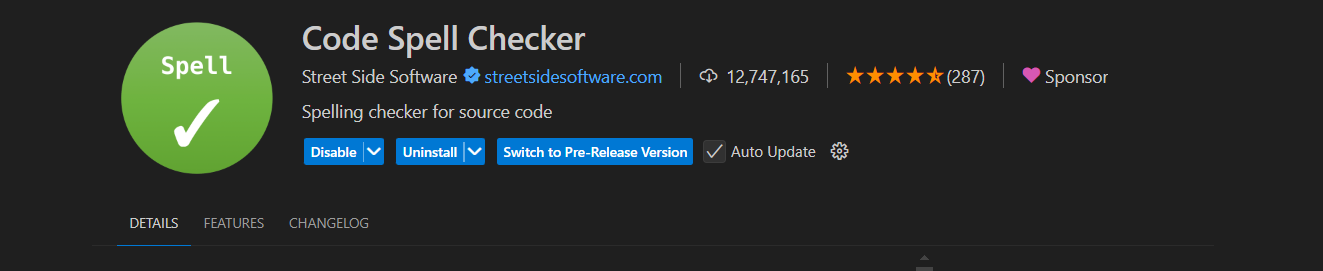 Spell
Code Spell Checker
Street Side Software streetsidesoftware.com 12,747,165 (287) Sponsor
Spelling checker for source code
Disable Uninstall Switch to Pre-Release Version Auto Update
DETAILS FEATURES CHANGELOG